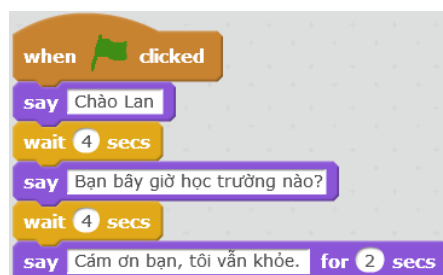 when clicked
say Chào Lan
wait 4 secs
say Bạn bây giờ học trường nào?
wait 4 secs
say Cám ơn bạn, tôi vẫn khỏe. for 2 secs